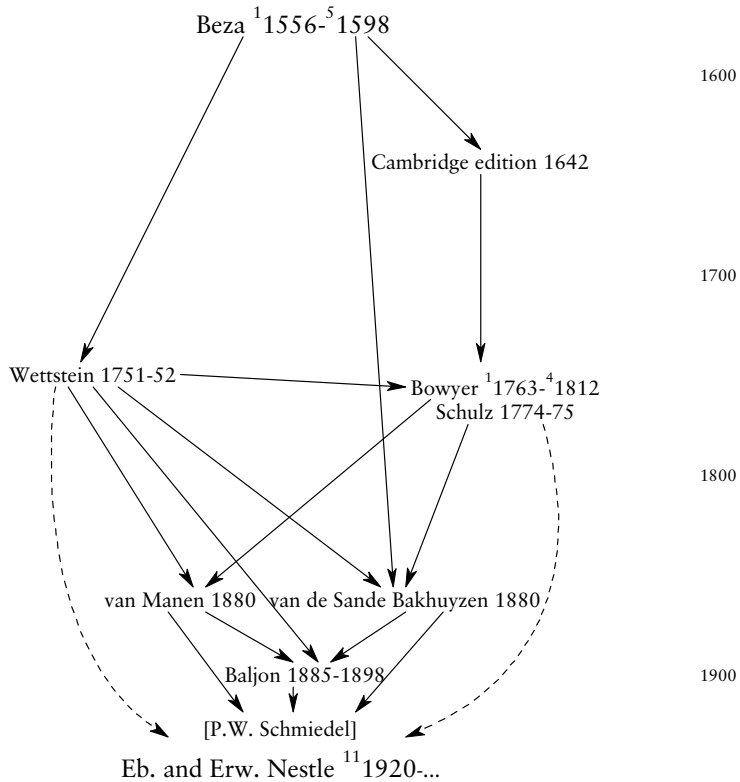 Beza ¹1556-⁵1598
1600
Cambridge edition 1642
1700
Wettstein 1751-52
Bowyer ¹1763-⁴1812
Schulz 1774-75
1800
van Manen 1880
van de Sande Bakhuyzen 1880
Baljon 1885-1898
1900
[P.W. Schmiedel]
Eb. and Erw. Nestle ¹¹1920-...